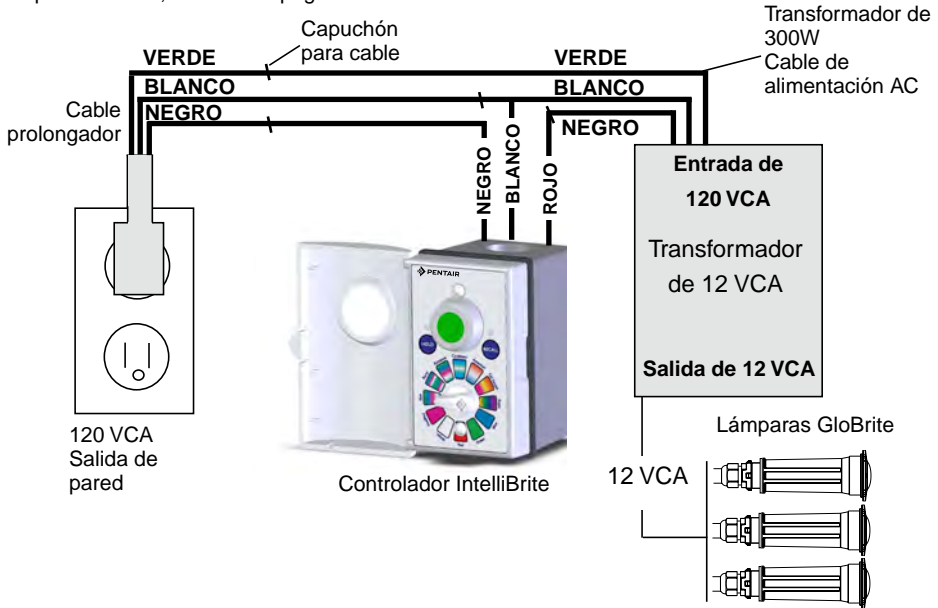 Capuchón
para cable
Transformador de
300W
Cable de
alimentación AC
VERDE
VERDE
BLANCO
BLANCO
NEGRO
NEGRO
Cable
prolongador
NEGRO
BLANCO
ROJO
Entrada de
120 VCA
Transformador
de 12 VCA
Salida de 12 VCA
PENTAIR
HOLD
RECALL
120 VCA
Salida de
pared
Controlador IntelliBrite
12 VCA
Lámparas GloBrite